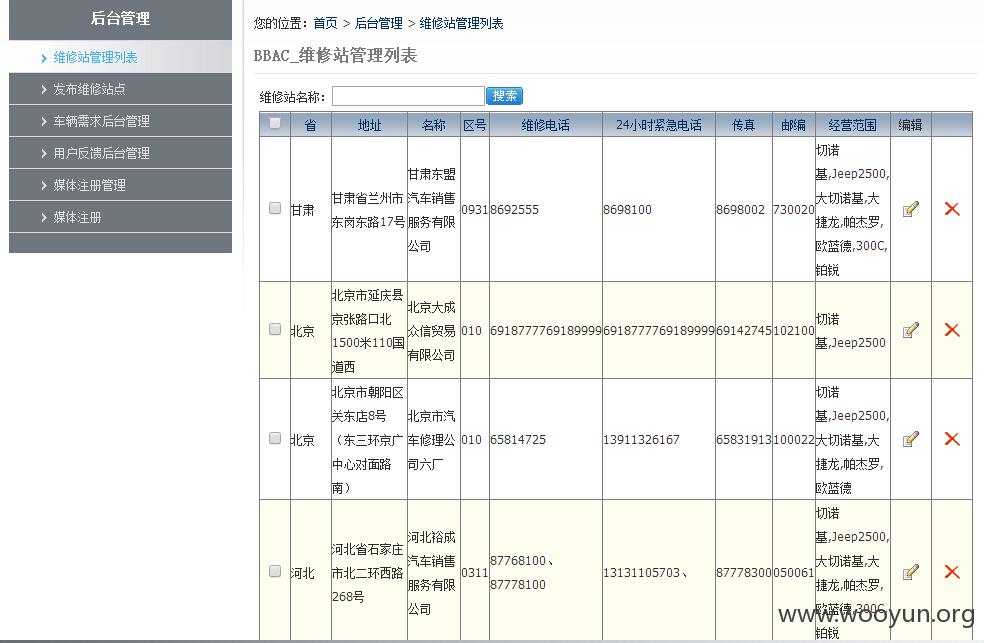 后台管理
维修站管理列表
发布维修站点
车辆需求后台管理
用户反馈后台管理
媒体注册管理
媒体注册
您的位置：首页 > 后台管理 > 维修站管理列表
BBAC_维修站管理列表
维修站名称： 搜索
省 地址 名称 区号 维修电话 24小时紧急电话 传真 邮编 经营范围 编辑
甘肃
甘肃省兰州市
东岗东路17号
甘肃东盟
汽车销售
服务有限
公司
0931
8692555
8698100
8698002
730020
切诺
基,Jeep2500,
大切诺基,大
捷龙,帕杰罗,
欧蓝德,300C,
铂锐
北京
北京市延庆县
京张路口北
1500米110国
道西
北京大成
众信贸易
有限公司
010
6918777769189999
6918777769189999
69142745
102100
切诺
基,Jeep2500
北京
北京市朝阳区
关东店8号
（东三环京广
中心对面路
南）
北京市汽
车修理公
司六厂
010
65814725
13911326167
65831913
100022
切诺
基,Jeep2500,
大切诺基,大
捷龙,帕杰罗,
欧蓝德
河北
河北省石家庄
市北二环西路
268号
河北裕成
汽车销售
服务有限
公司
0311
87768100、
87778100
13131105703、
87778300
050061
切诺
基,Jeep2500,
大切诺基,大
捷龙,帕杰罗,
欧蓝德,300C,
铂锐
www.wooyun.org